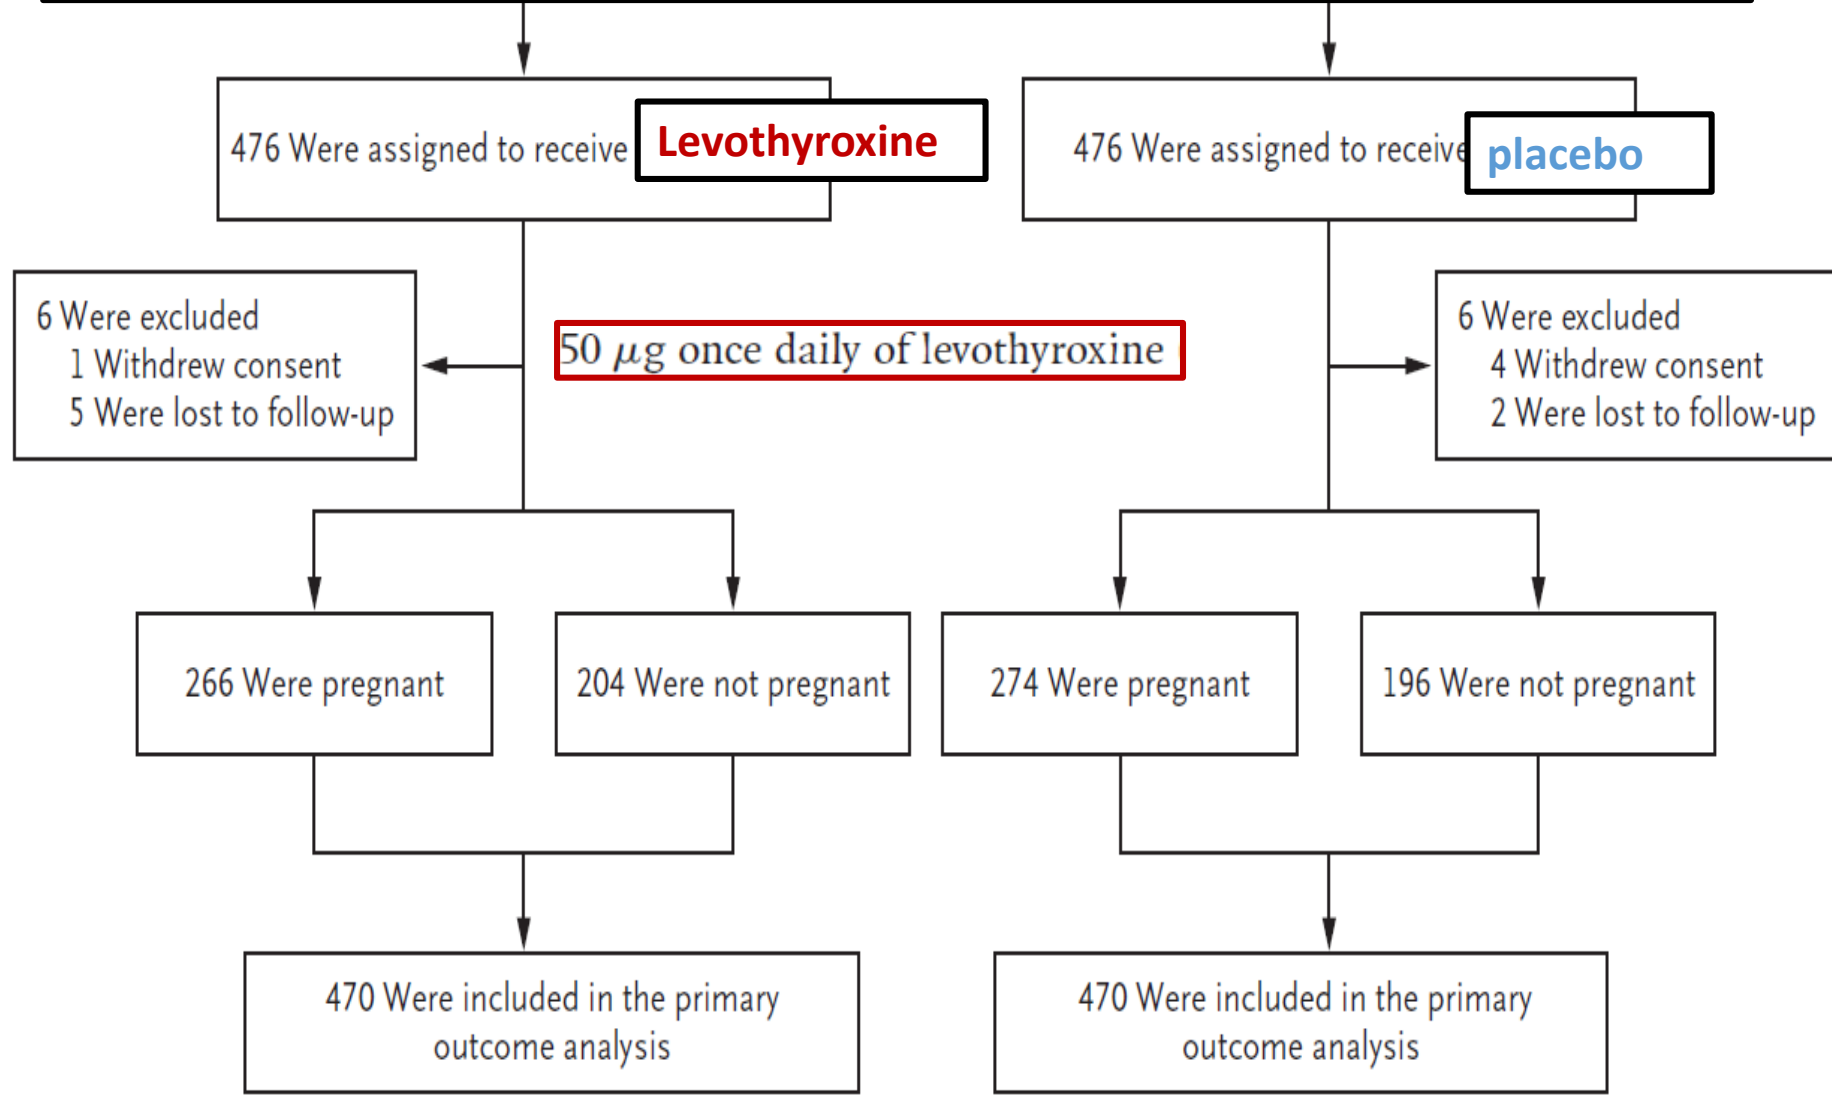 476 Were assigned to receive Levothyroxine
476 Were assigned to receive placebo
6 Were excluded
1 Withdrew consent
5 Were lost to follow-up
50 μg once daily of levothyroxine
6 Were excluded
4 Withdrew consent
2 Were lost to follow-up
266 Were pregnant
204 Were not pregnant
274 Were pregnant
196 Were not pregnant
470 Were included in the primary
outcome analysis
470 Were included in the primary
outcome analysis